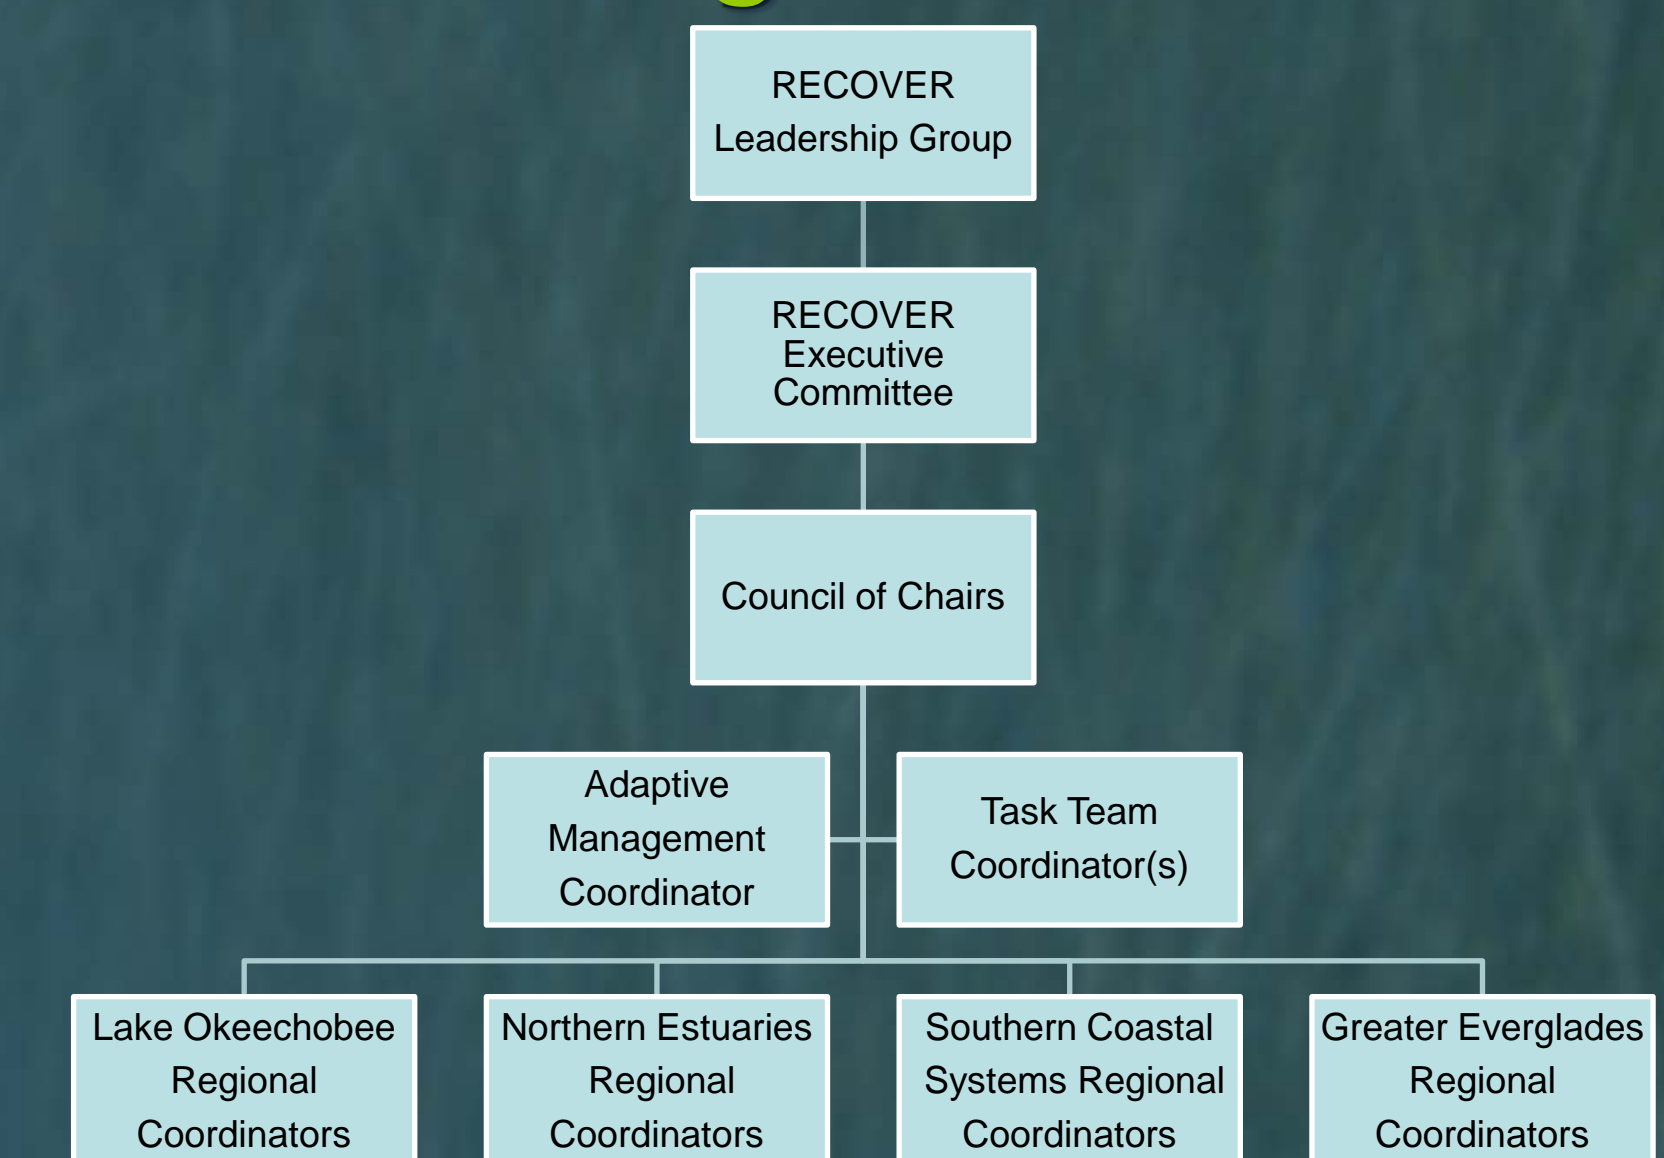 RECOVER
Leadership Group
RECOVER
Executive
Committee
Council of Chairs
Adaptive
Management
Coordinator
Task Team
Coordinator(s)
Lake Okeechobee
Regional
Coordinators
Northern Estuaries
Regional
Coordinators
Southern Coastal
Systems Regional
Coordinators
Greater Everglades
Regional
Coordinators